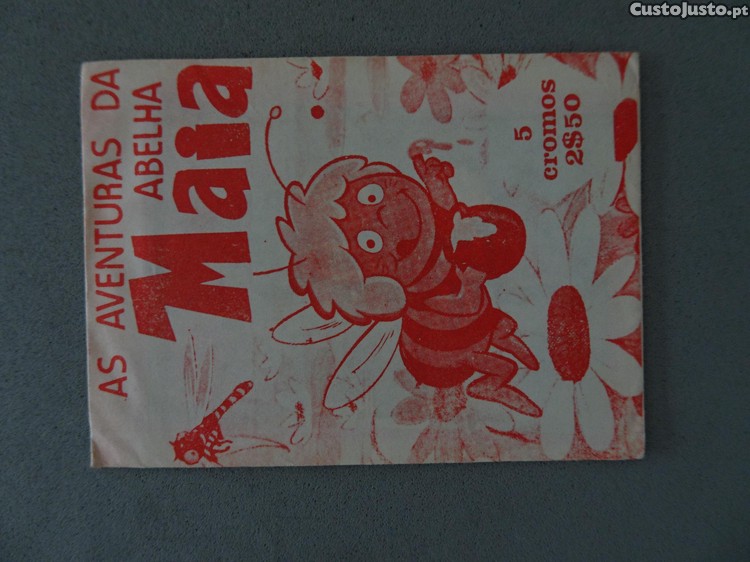 CustoJusto.pt
AS AVENTURAS DA
ABELHA
Maia
5
cromos
2$50